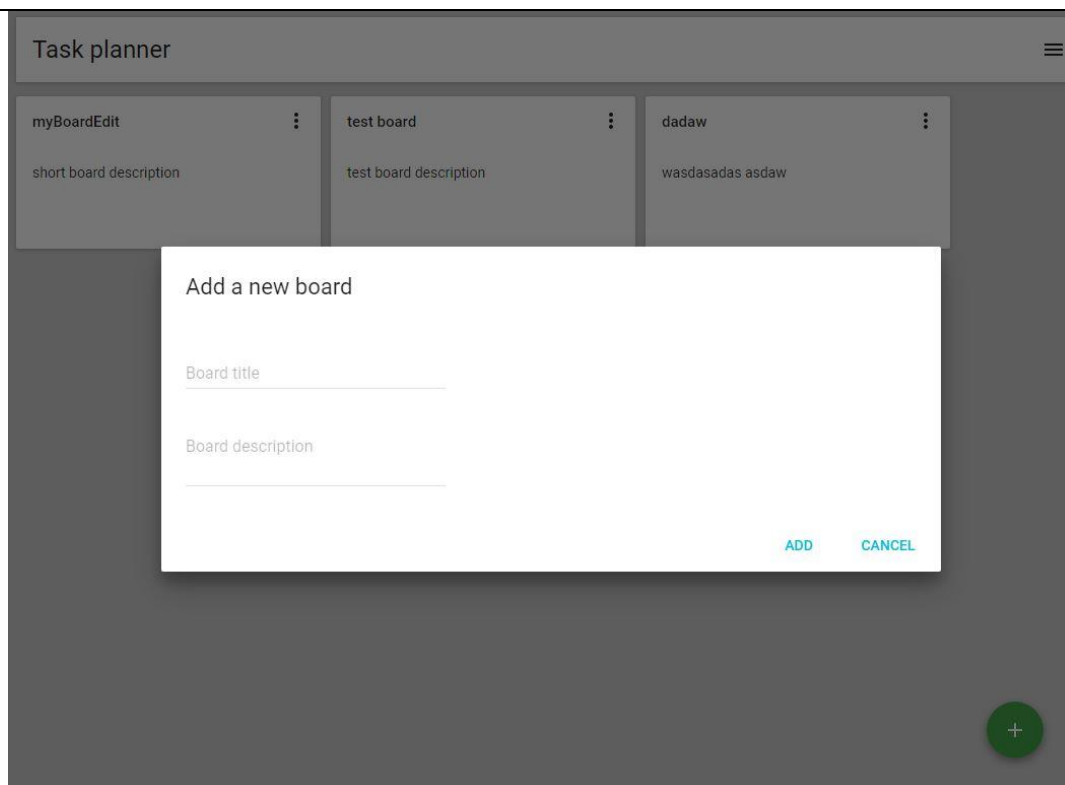 Task planner
myBoardEdit
test board
dadaw
short board description
test board description
wasdasadas asdaw
Add a new board
Board title
Board description
ADD
CANCEL